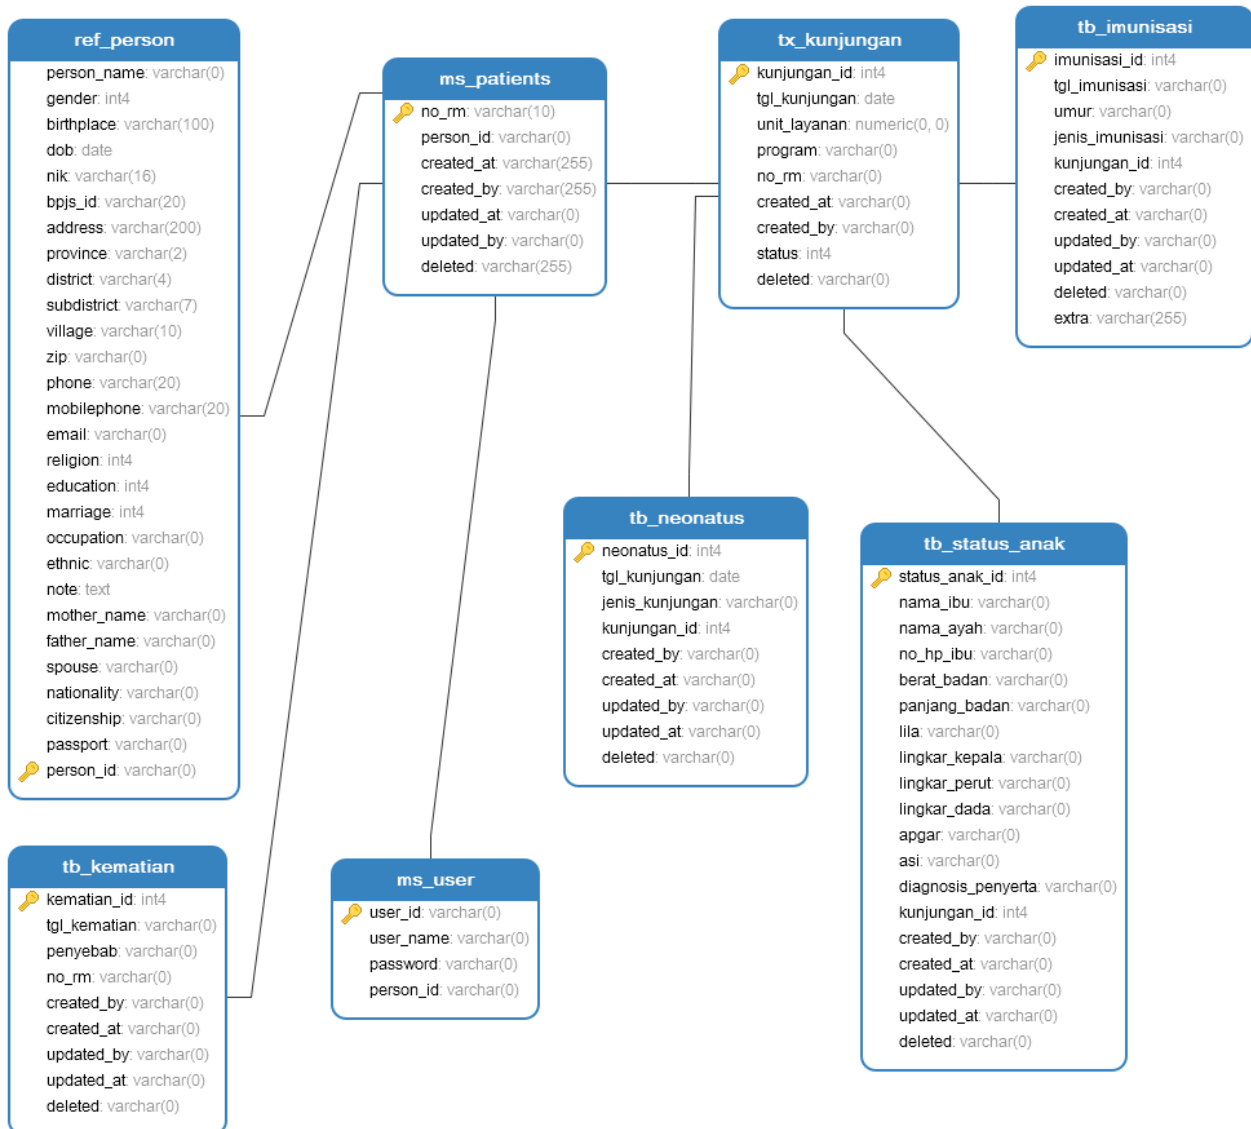 ref_person
person_name: varchar(0)
gender: int4
birthplace: varchar(100)
dob: date
nik: varchar(16)
bpjs_id: varchar(20)
address: varchar(200)
province: varchar(2)
district: varchar(4)
subdistrict: varchar(7)
village: varchar(10)
zip: varchar(0)
phone: varchar(20)
mobilephone: varchar(20)
email: varchar(0)
religion: int4
education: int4
marriage: int4
occupation: varchar(0)
ethnic: varchar(0)
note: text
mother_name: varchar(0)
father_name: varchar(0)
spouse: varchar(0)
nationality: varchar(0)
citizenship: varchar(0)
passport: varchar(0)
person_id: varchar(0)
ms_patients
no_rm: varchar(10)
person_id: varchar(0)
created_at: varchar(255)
created_by: varchar(255)
updated_at: varchar(0)
updated_by: varchar(0)
deleted: varchar(255)
tx_kunjungan
kunjungan_id: int4
tgl_kunjungan: date
unit_layanan: numeric(0, 0)
program: varchar(0)
no_rm: varchar(0)
created_at: varchar(0)
created_by: varchar(0)
status: int4
deleted: varchar(0)
tb_imunisasi
imunisasi_id: int4
tgl_imunisasi: varchar(0)
umur: varchar(0)
jenis_imunisasi: varchar(0)
kunjungan_id: int4
created_by: varchar(0)
created_at: varchar(0)
updated_by: varchar(0)
updated_at: varchar(0)
deleted: varchar(0)
extra: varchar(255)
tb_neonatus
neonatus_id: int4
tgl_kunjungan: date
jenis_kunjungan: varchar(0)
kunjungan_id: int4
created_by: varchar(0)
created_at: varchar(0)
updated_by: varchar(0)
updated_at: varchar(0)
deleted: varchar(0)
tb_status_anak
status_anak_id: int4
nama_ibu: varchar(0)
nama_ayah: varchar(0)
no_hp_ibu: varchar(0)
berat_badan: varchar(0)
panjang_badan: varchar(0)
lila: varchar(0)
lingkar_kepala: varchar(0)
lingkar_perut: varchar(0)
lingkar_dada: varchar(0)
apgar: varchar(0)
asi: varchar(0)
diagnosis_penyerta: varchar(0)
kunjungan_id: int4
created_by: varchar(0)
created_at: varchar(0)
updated_by: varchar(0)
updated_at: varchar(0)
deleted: varchar(0)
tb_kematian
kematian_id: int4
tgl_kematian: varchar(0)
penyebab: varchar(0)
no_rm: varchar(0)
created_by: varchar(0)
created_at: varchar(0)
updated_by: varchar(0)
updated_at: varchar(0)
deleted: varchar(0)
ms_user
user_id: varchar(0)
user_name: varchar(0)
password: varchar(0)
person_id: varchar(0)